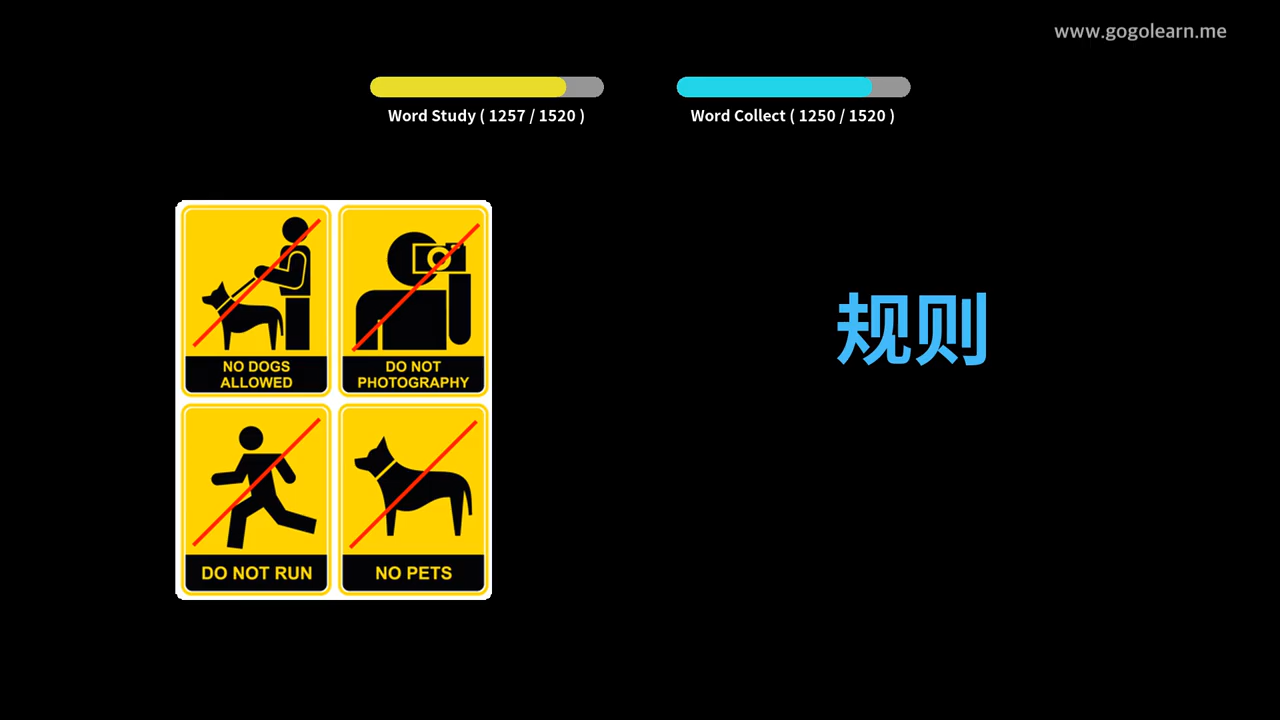 www.gogolearn.me
Word Study ( 1257 / 1520 )
Word Collect ( 1250 / 1520 )
NO DOGS
ALLOWED
DO NOT
PHOTOGRAPHY
DO NOT RUN
NO PETS
规则